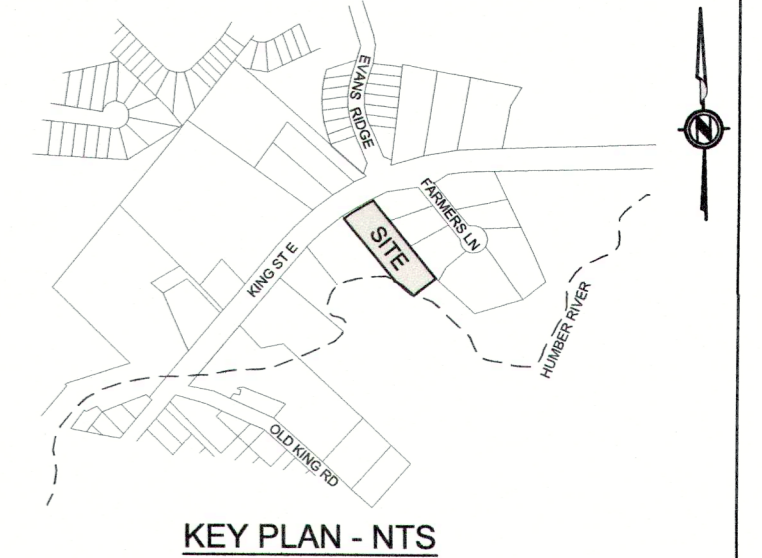 EVANS RIDGE
N
FARMERS LN
SITE
KING ST E
HUMBER RIVER
OLD KING RD
KEY PLAN - NTS